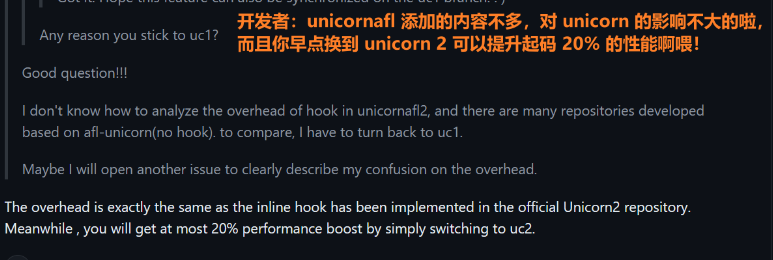 Got it. Hope this feature can also be synchronized on the uc1 branch. : )
开发者：unicornafl 添加的内容不多，对 unicorn 的影响不大的啦，
Any reason you stick to uc1?
而且你早点换到 unicorn 2 可以提升起码 20% 的性能啊喂！
Good question!!!
I don't know how to analyze the overhead of hook in unicornafl2, and there are many repositories developed
based on afl-unicorn(no hook). to compare, I have to turn back to uc1.
Maybe I will open another issue to clearly describe my confusion on the overhead.
The overhead is exactly the same as the inline hook has been implemented in the official Unicorn2 repository.
Meanwhile , you will get at most 20% performance boost by simply switching to uc2.